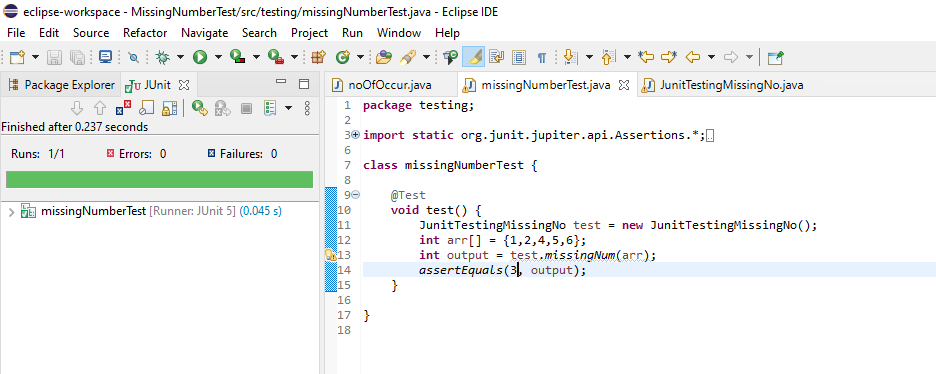 eclipse-workspace - MissingNumberTest/src/testing/missingNumberTest.java - Eclipse IDE
File Edit Source Refactor Navigate Search Project Run Window Help
Package Explorer JUnit
Finished after 0.237 seconds
Runs: 1/1 Errors: 0 Failures: 0
missingNumberTest [Runner: JUnit 5] (0.045 s)
noOfOccur.java missingNumberTest.java JunitTestingMissingNo.java
1 package testing;
2
3 import static org.junit.jupiter.api.Assertions.*;
6
7 class missingNumberTest {
8
9 @Test
10 void test() {
11 JunitTestingMissingNo test = new JunitTestingMissingNo();
12 int arr[] = {1,2,4,5,6};
13 int output = test.missingNum(arr);
14 assertEquals(3, output);
15 }
16
17 }
18